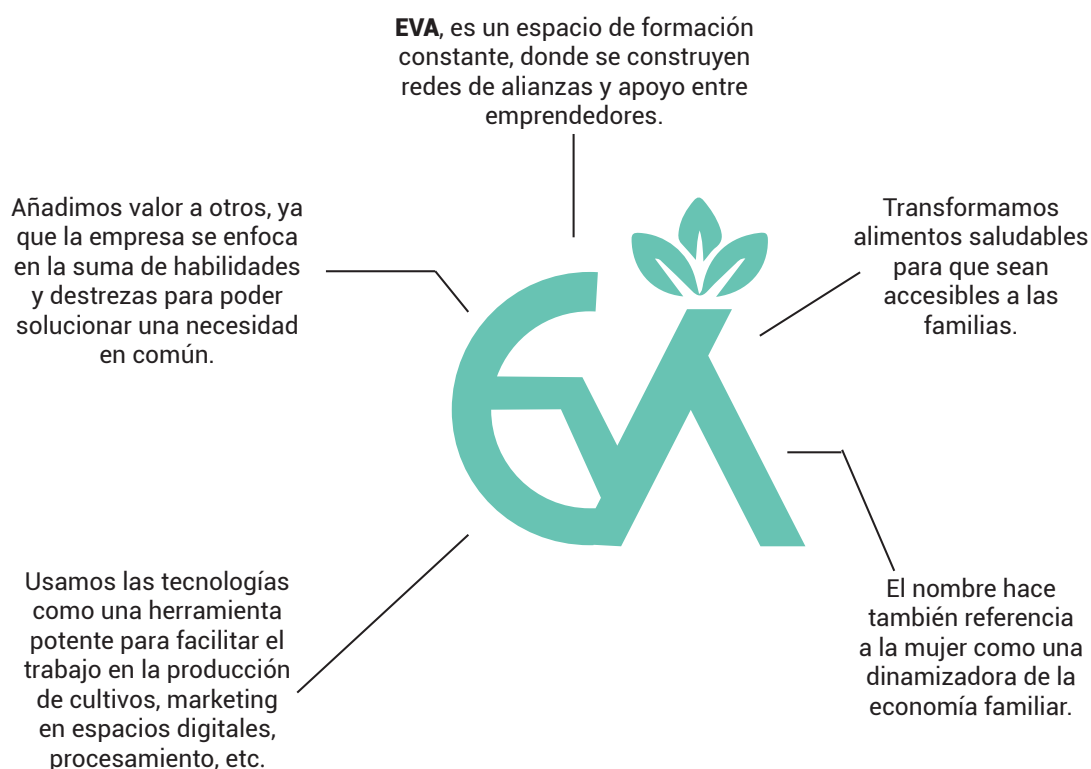 EVA, es un espacio de formación
constante, donde se construyen
redes de alianzas y apoyo entre
emprendedores.
Añadimos valor a otros, ya
que la empresa se enfoca
en la suma de habilidades
y destrezas para poder
solucionar una necesidad
en común.
Transformamos
alimentos saludables
para que sean
accesibles a las
familias.
EVA
Usamos las tecnologías
como una herramienta
potente para facilitar el
trabajo en la producción
de cultivos, marketing
en espacios digitales,
procesamiento, etc.
El nombre hace
también referencia
a la mujer como una
dinamizadora de la
economía familiar.